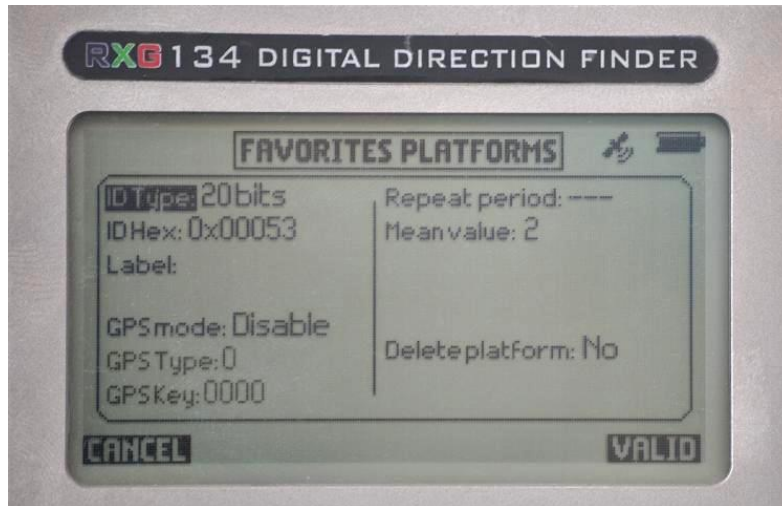 RXG134 DIGITAL DIRECTION FINDER
FAVORITES PLATFORMS
ID Type: 20 bits
ID Hex: 0x00053
Label:
GPS mode: Disable
GPS Type: 0
GPS Key: 0000
Repeat period: ---
Mean value: 2
Delete platform: No
CANCEL
VALID